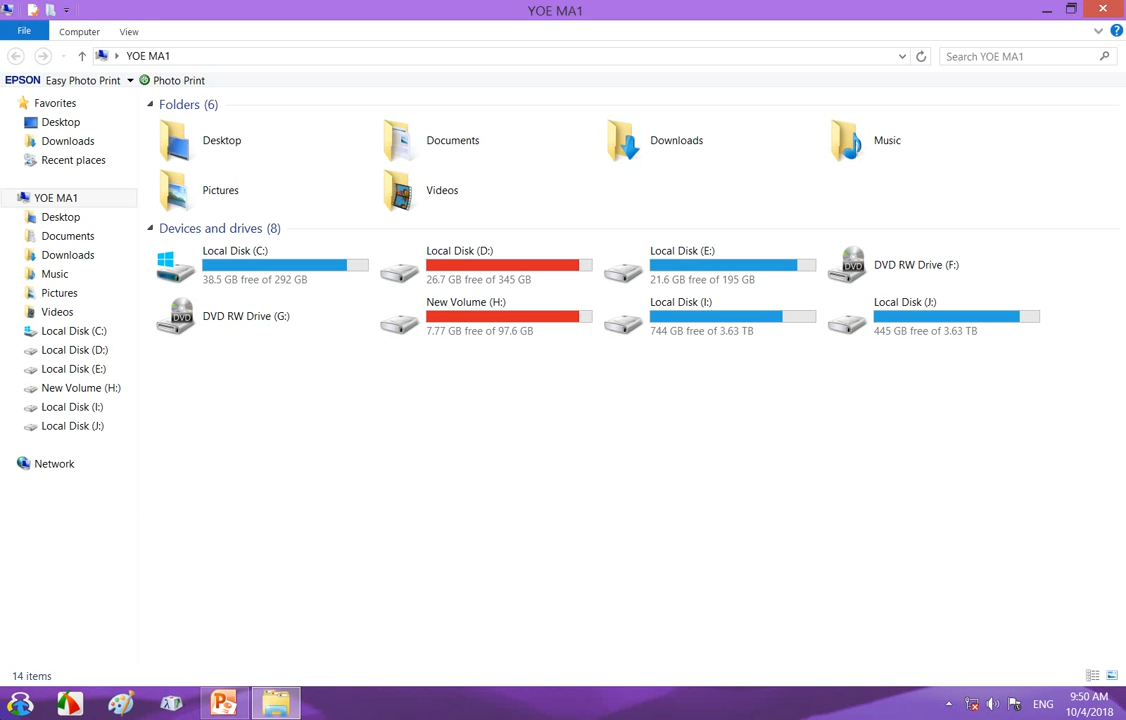 YOE MA1
File Computer View
YOE MA1 Search YOE MA1
EPSON Easy Photo Print Photo Print
Favorites
Desktop
Downloads
Recent places
YOE MA1
Desktop
Documents
Downloads
Music
Pictures
Videos
Local Disk (C:)
Local Disk (D:)
Local Disk (E:)
New Volume (H:)
Local Disk (I:)
Local Disk (J:)
Network
Folders (6)
Desktop Documents Downloads Music
Pictures Videos
Devices and drives (8)
Local Disk (C:)
38.5 GB free of 292 GB
Local Disk (D:)
26.7 GB free of 345 GB
Local Disk (E:)
21.6 GB free of 195 GB
DVD RW Drive (F:)
DVD RW Drive (G:)
New Volume (H:)
7.77 GB free of 97.6 GB
Local Disk (I:)
744 GB free of 3.63 TB
Local Disk (J:)
445 GB free of 3.63 TB
14 items
ENG
9:50 AM
10/4/2018